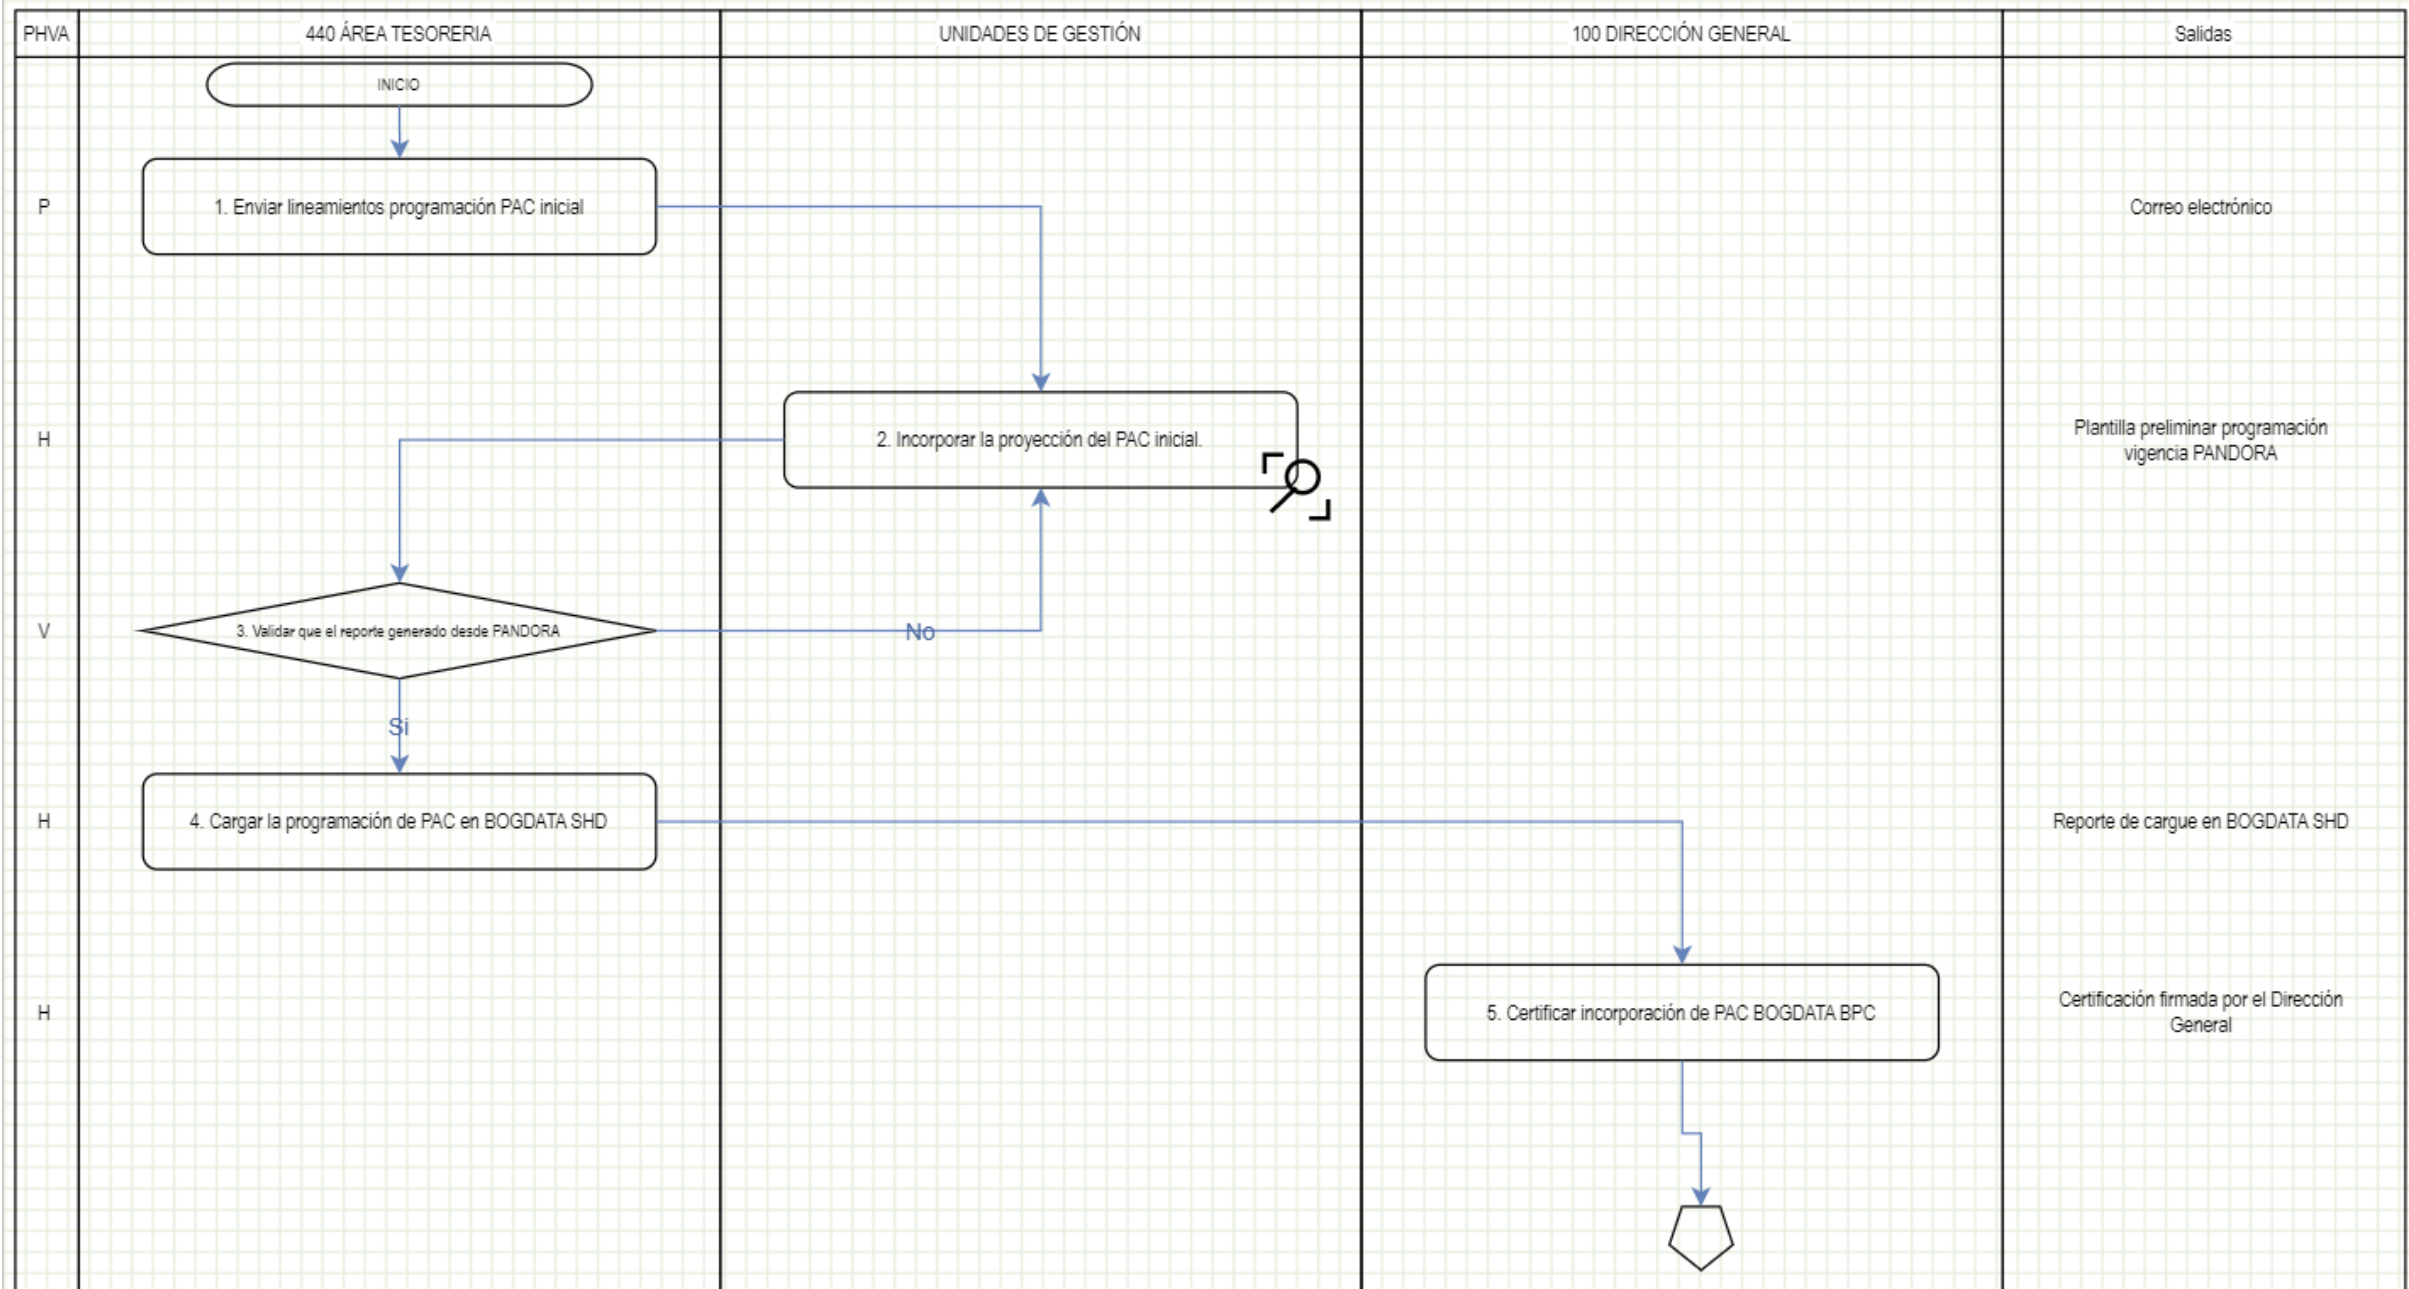 PHVA
440 ÁREA TESORERIA
UNIDADES DE GESTIÓN
100 DIRECCIÓN GENERAL
Salidas
INICIO
P
1. Enviar lineamientos programación PAC inicial
Correo electrónico
H
2. Incorporar la proyección del PAC inicial.
Plantilla preliminar programación
vigencia PANDORA
V
3. Validar que el reporte generado desde PANDORA
No
Si
H
4. Cargar la programación de PAC en BOGDATA SHD
Reporte de cargue en BOGDATA SHD
H
5. Certificar incorporación de PAC BOGDATA BPC
Certificación firmada por el Dirección
General